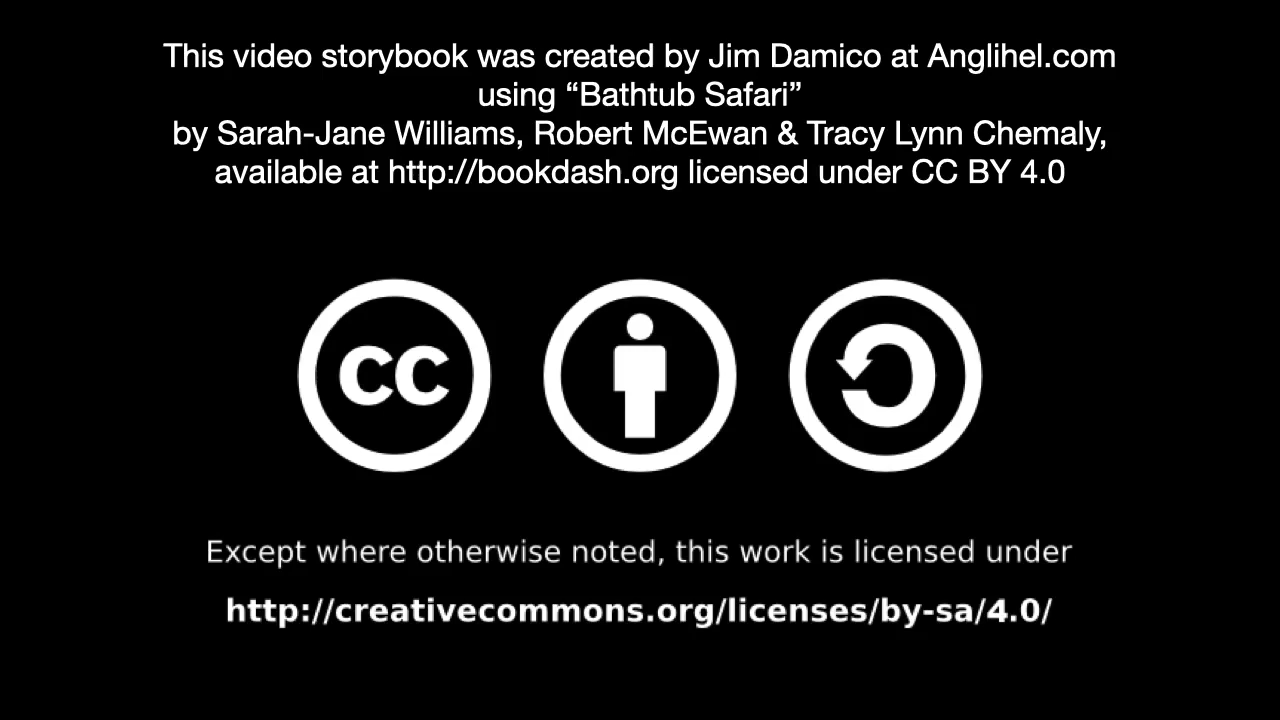 This video storybook was created by Jim Damico at Anglihel.com
using “Bathtub Safari”
by Sarah-Jane Williams, Robert McEwan & Tracy Lynn Chemaly,
available at http://bookdash.org licensed under CC BY 4.0
cc
Except where otherwise noted, this work is licensed under
http://creativecommons.org/licenses/by-sa/4.0/